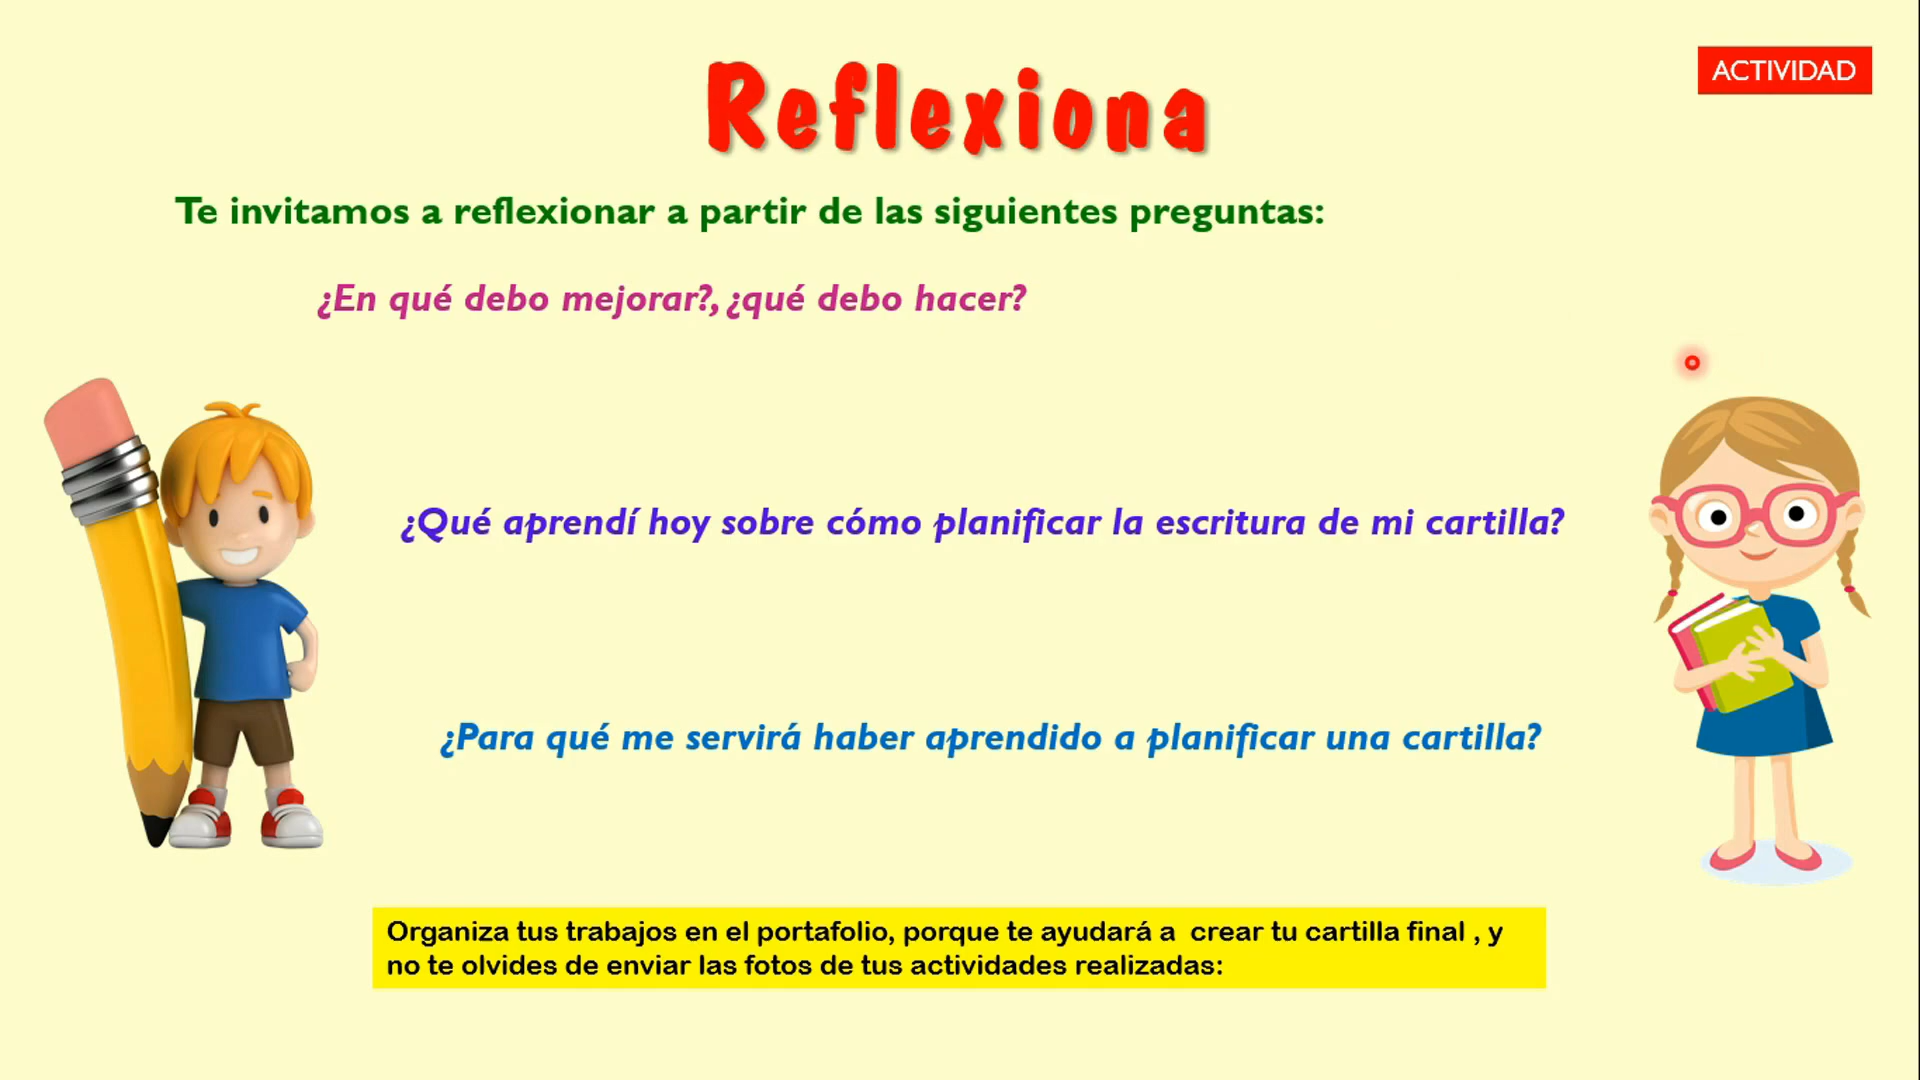 ACTIVIDAD
Reflexiona
Te invitamos a reflexionar a partir de las siguientes preguntas:
¿En qué debo mejorar?, ¿qué debo hacer?
¿Qué aprendí hoy sobre cómo planificar la escritura de mi cartilla?
¿Para qué me servirá haber aprendido a planificar una cartilla?
Organiza tus trabajos en el portafolio, porque te ayudará a  crear tu cartilla final , y
no te olvides de enviar las fotos de tus actividades realizadas: